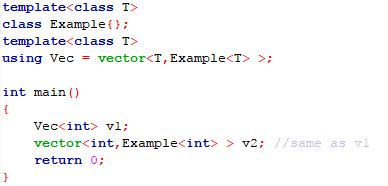 template<class T>
class Example{};
template<class T>
using Vec = vector<T,Example<T> >;

int main()
{
    Vec<int> v1;
    vector<int,Example<int> > v2; //same as v1
    return 0;
}